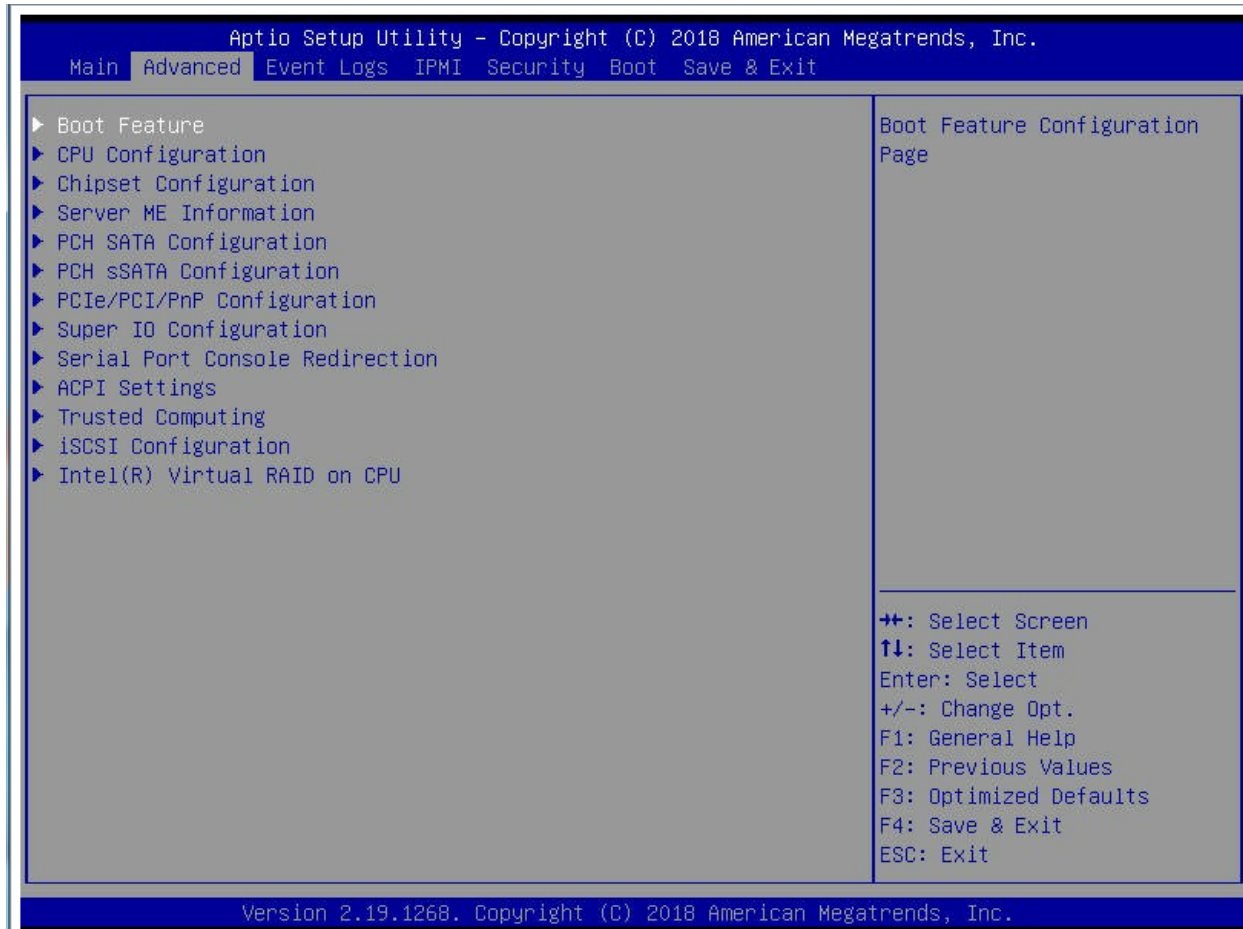 Aptio Setup Utility – Copyright (C) 2018 American Megatrends, Inc.
Main Advanced Event Logs IPMI Security Boot Save & Exit
▶ Boot Feature
▶ CPU Configuration
▶ Chipset Configuration
▶ Server ME Information
▶ PCH SATA Configuration
▶ PCH sSATA Configuration
▶ PCIe/PCI/PnP Configuration
▶ Super IO Configuration
▶ Serial Port Console Redirection
▶ ACPI Settings
▶ Trusted Computing
▶ iSCSI Configuration
▶ Intel(R) Virtual RAID on CPU
Boot Feature Configuration
Page
→←: Select Screen
↑↓: Select Item
Enter: Select
+/-: Change Opt.
F1: General Help
F2: Previous Values
F3: Optimized Defaults
F4: Save & Exit
ESC: Exit
Version 2.19.1268. Copyright (C) 2018 American Megatrends, Inc.